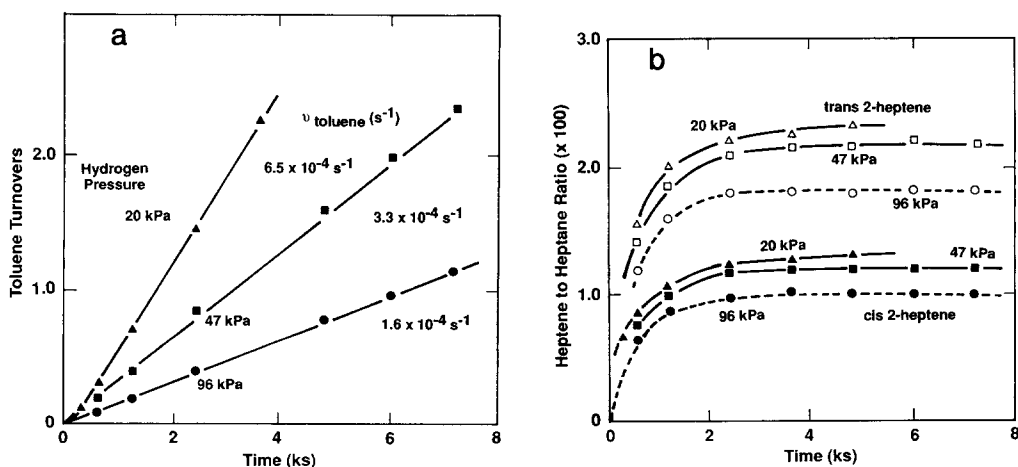 a
Toluene Turnovers
2.0
1.0
0
Hydrogen
Pressure
20 kPa
47 kPa
96 kPa
υ toluene (s⁻¹)
6.5 x 10⁻⁴ s⁻¹
3.3 x 10⁻⁴ s⁻¹
1.6 x 10⁻⁴ s⁻¹
0 2 4 6 8
Time (ks)
b
Heptene to Heptane Ratio (x 100)
3.0
2.0
1.0
0
trans 2-heptene
20 kPa
47 kPa
96 kPa
20 kPa
47 kPa
96 kPa
cis 2-heptene
0 2 4 6 8
Time (ks)